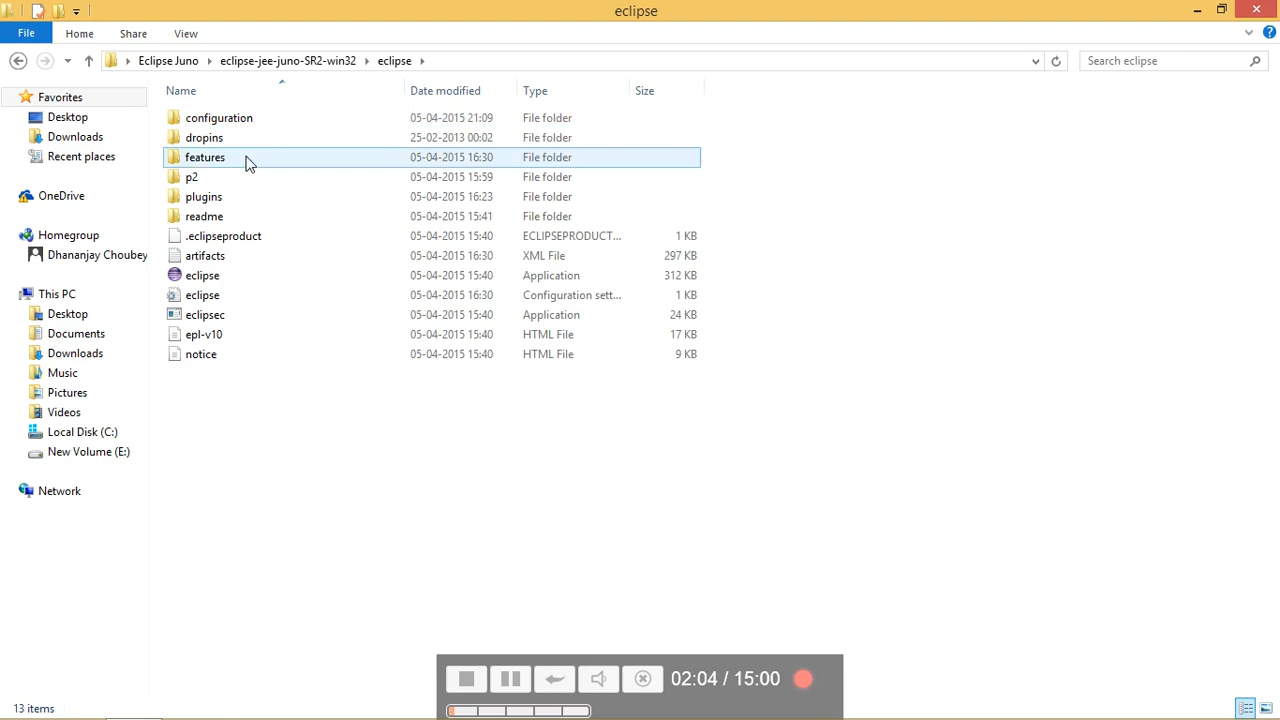 eclipse
File Home Share View
Eclipse Juno eclipse-jee-juno-SR2-win32 eclipse Search eclipse
Name Date modified Type Size
Favorites
Desktop
Downloads
Recent places
OneDrive
Homegroup
Dhananjay Choubey
This PC
Desktop
Documents
Downloads
Music
Pictures
Videos
Local Disk (C:)
New Volume (E:)
Network
configuration 05-04-2015 21:09 File folder
dropins 25-02-2013 00:02 File folder
features 05-04-2015 16:30 File folder
p2 05-04-2015 15:59 File folder
plugins 05-04-2015 16:23 File folder
readme 05-04-2015 15:41 File folder
.eclipseproduct 05-04-2015 15:40 ECLIPSEPRODUCT... 1 KB
artifacts 05-04-2015 16:30 XML File 297 KB
eclipse 05-04-2015 15:40 Application 312 KB
eclipse 05-04-2015 16:30 Configuration sett... 1 KB
eclipsec 05-04-2015 15:40 Application 24 KB
epl-v10 05-04-2015 15:40 HTML File 17 KB
notice 05-04-2015 15:40 HTML File 9 KB
02:04 / 15:00
13 items